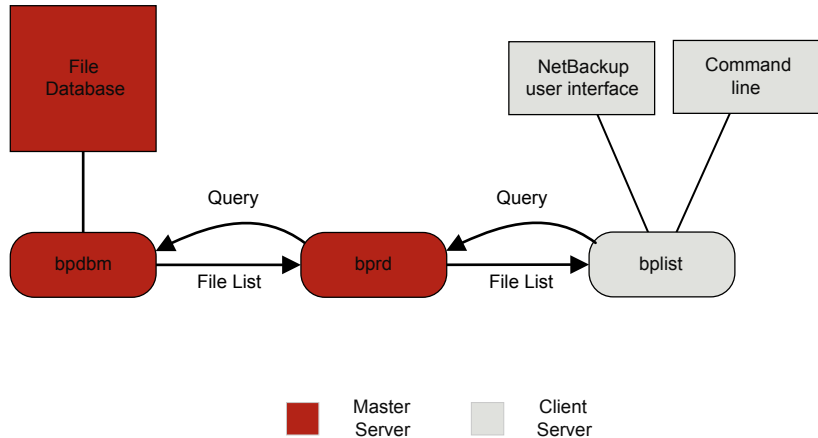 File
Database
NetBackup
user interface
Command
line
Query
Query
bpdbm
bprd
bplist
File List
File List
Master
Server
Client
Server